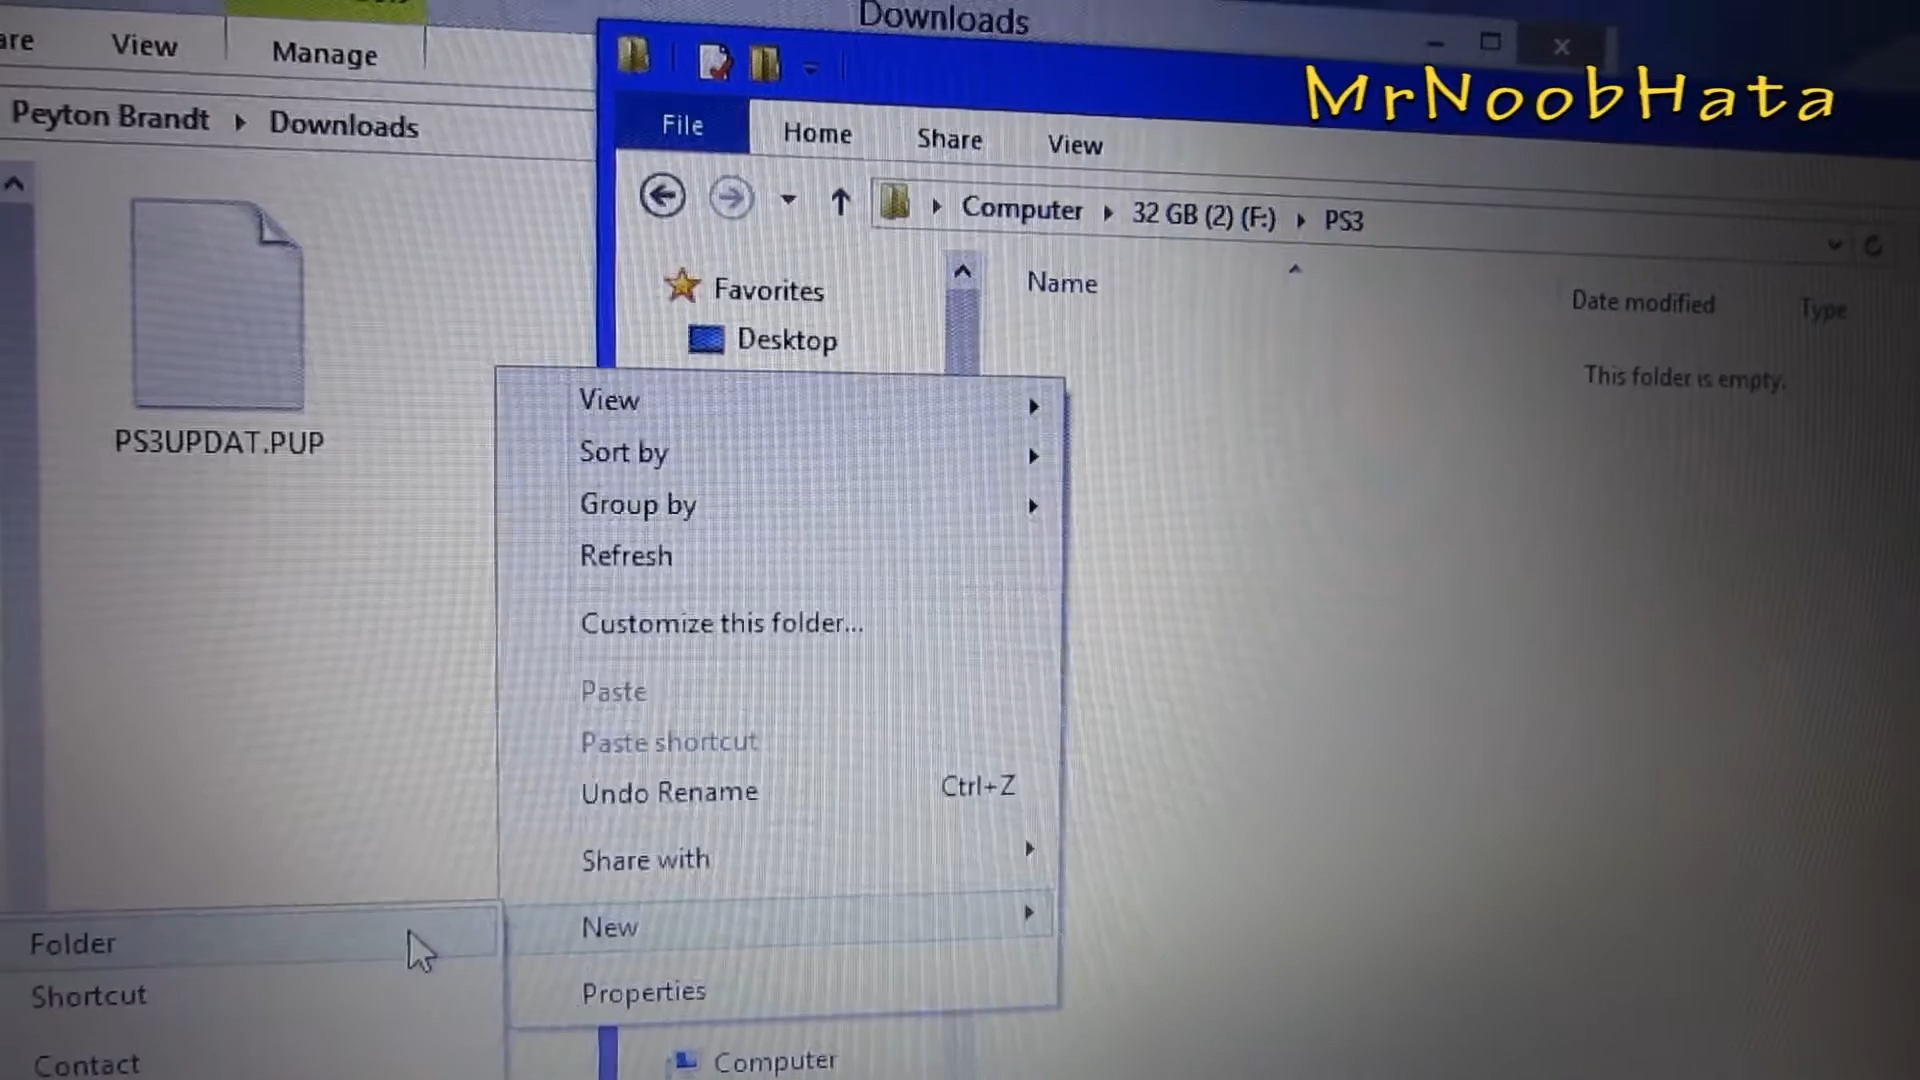 Downloads
View
Manage
MrNoobHata
Peyton Brandt
Downloads
File
Home
Share
View
Computer
32 GB (2) (F:)
PS3
Favorites
Name
Date modified
Type
Desktop
This folder is empty.
PS3UPDAT.PUP
View
Sort by
Group by
Refresh
Customize this folder...
Paste
Paste shortcut
Undo Rename
Ctrl+Z
Share with
New
Properties
Folder
Shortcut
Contact
Computer